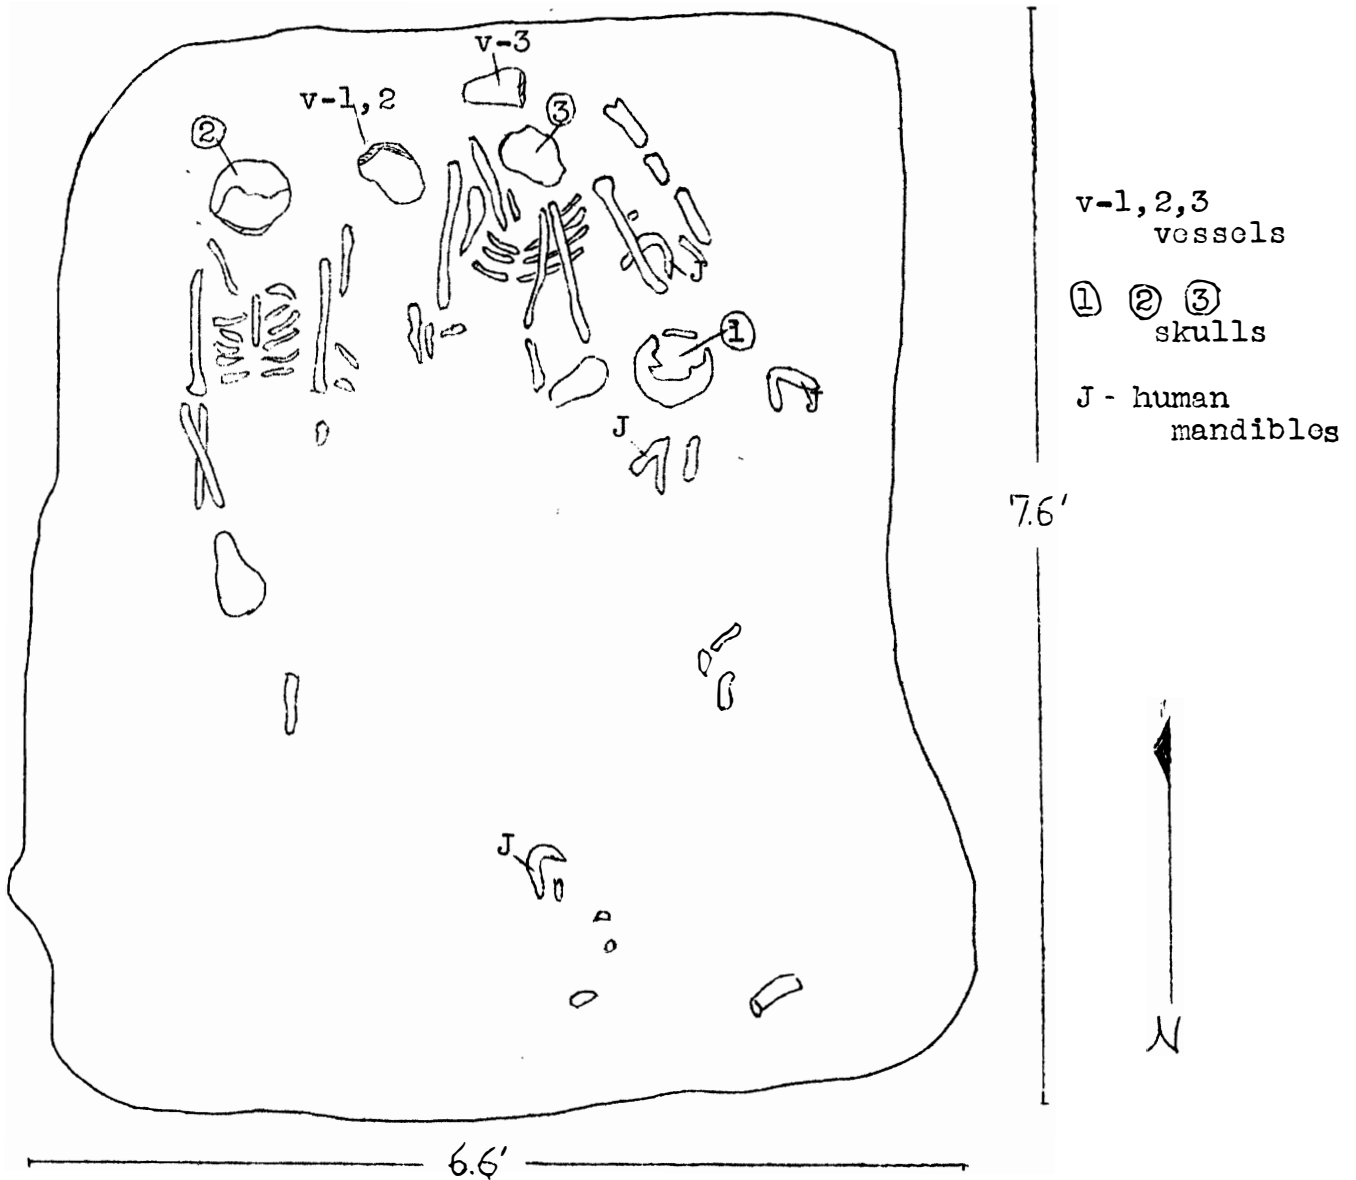 v-3
v-1,2
3
2
v-1,2,3
vessels
J
1 2 3
skulls
1
J
J - human
mandibles
J
7.6'
J
N
6.6'